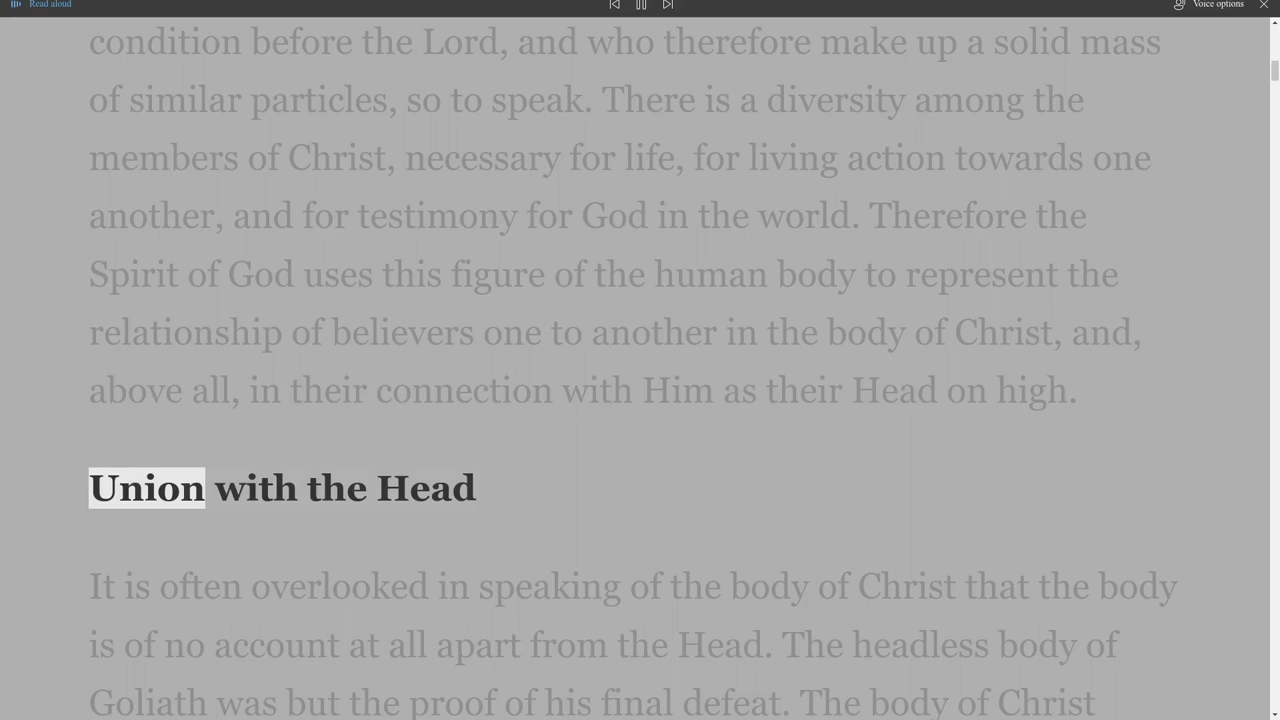 Read aloud
Voice options
condition before the Lord, and who therefore make up a solid mass
of similar particles, so to speak. There is a diversity among the
members of Christ, necessary for life, for living action towards one
another, and for testimony for God in the world. Therefore the
Spirit of God uses this figure of the human body to represent the
relationship of believers one to another in the body of Christ, and,
above all, in their connection with Him as their Head on high.
Union with the Head
It is often overlooked in speaking of the body of Christ that the body
is of no account at all apart from the Head. The headless body of
Goliath was but the proof of his final defeat. The body of Christ